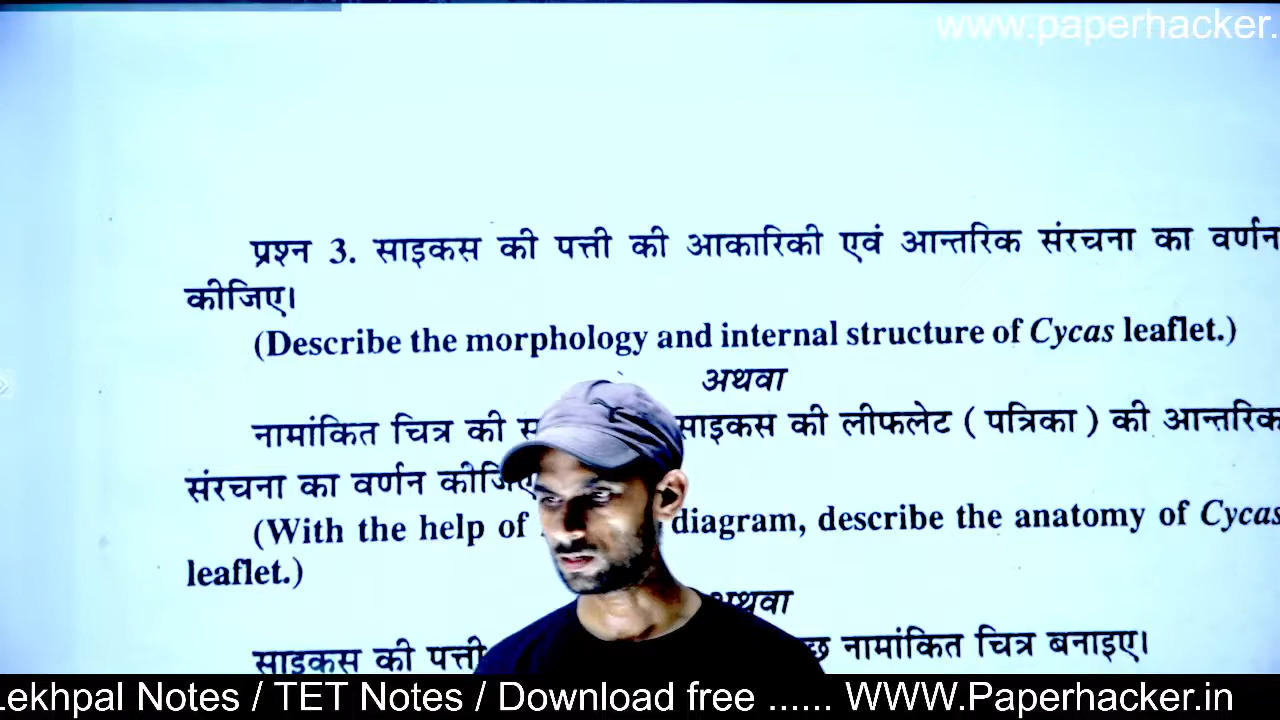 www.paperhacker.
प्रश्न 3. साइकस की पत्ती की आकारिकी एवं आन्तरिक संरचना का वर्णन
कीजिए।
(Describe the morphology and internal structure of Cycas leaflet.)
अथवा
नामांकित चित्र की साइकस की लीफलेट ( पत्रिका ) की आन्तरिक
संरचना का वर्णन कीजिए
(With the help of diagram, describe the anatomy of Cycas
leaflet.)
अथवा
साइकस की पत्ती नामांकित चित्र बनाइए।
Lekhpal Notes / TET Notes / Download free ...... WWW.Paperhacker.in